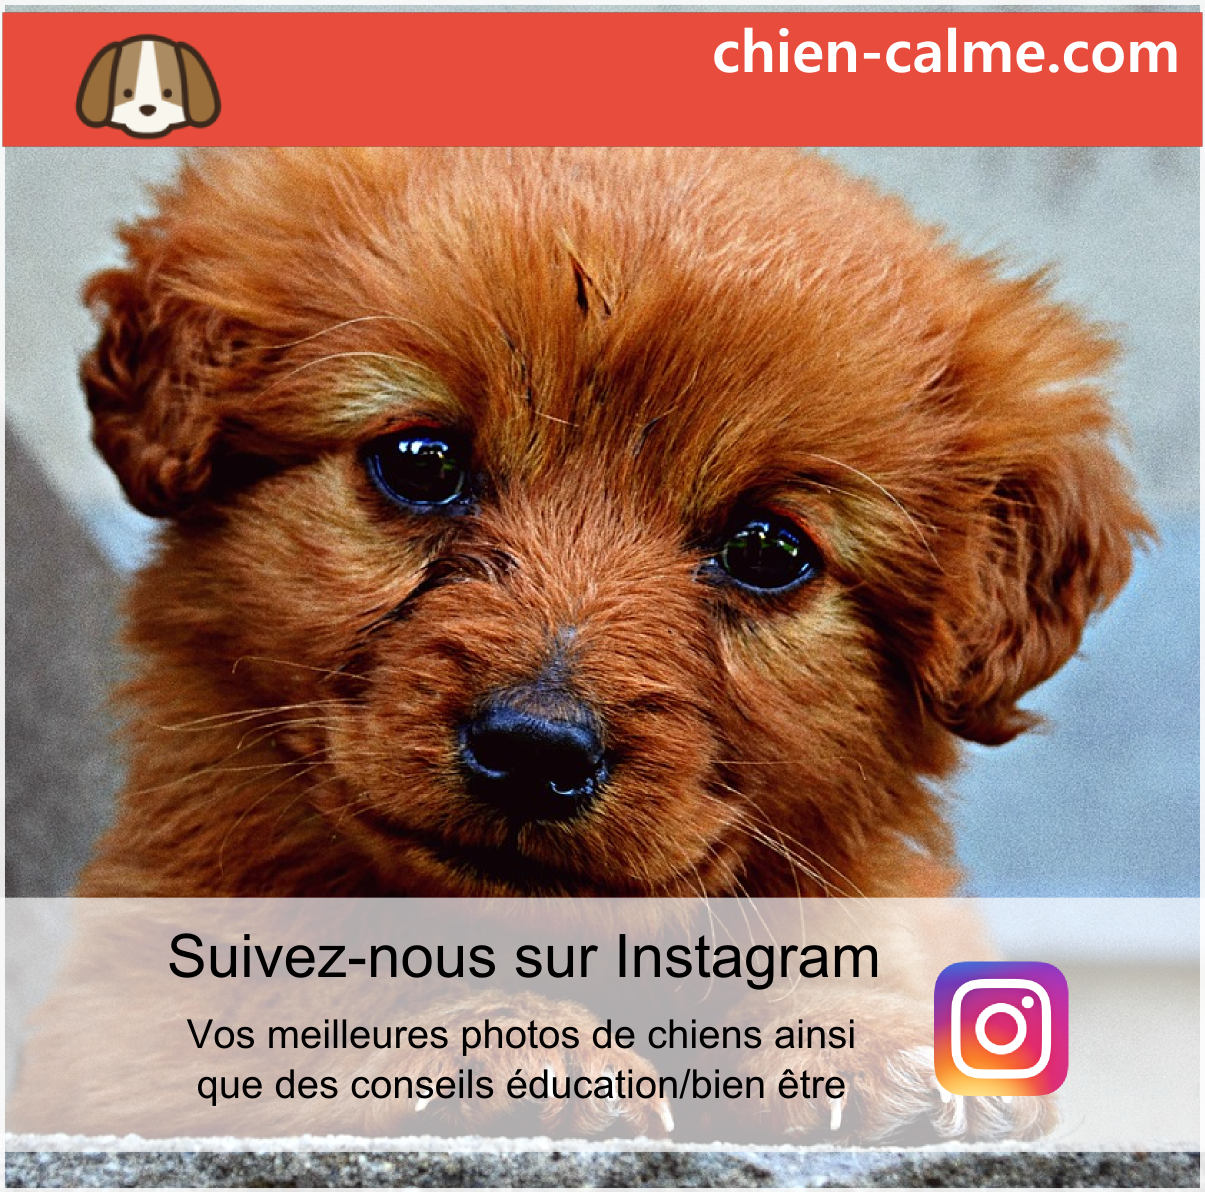 chien-calme.com
Suivez-nous sur Instagram
Vos meilleures photos de chiens ainsi
que des conseils éducation/bien être